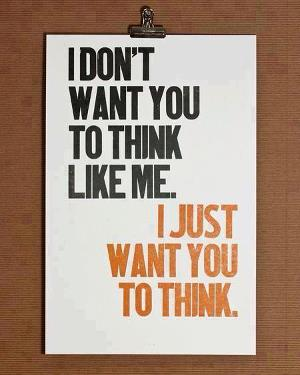 I DON'T
WANT YOU
TO THINK
LIKE ME.
I JUST
WANT YOU
TO THINK.